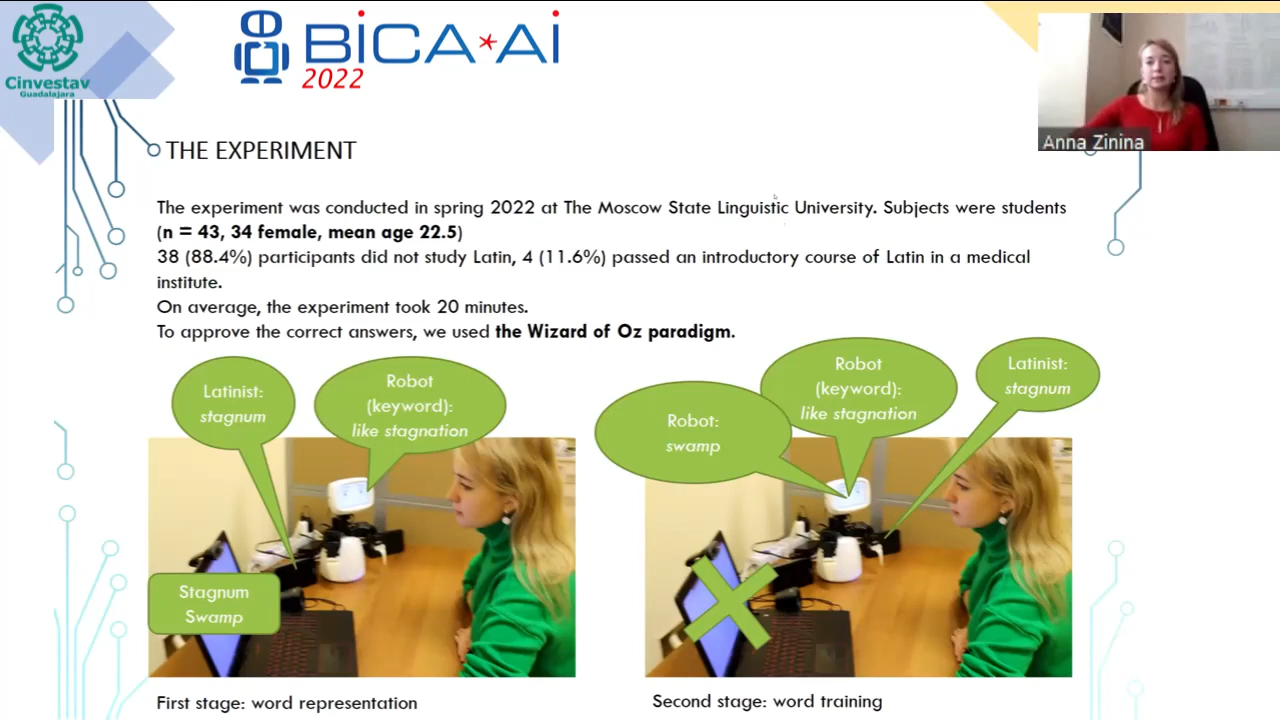 Cinvestav
Guadalajara
BiCA*Ai
2022
Anna Zinina
THE EXPERIMENT
The experiment was conducted in spring 2022 at The Moscow State Linguistic University. Subjects were students
(n = 43, 34 female, mean age 22.5)
38 (88.4%) participants did not study Latin, 4 (11.6%) passed an introductory course of Latin in a medical
institute.
On average, the experiment took 20 minutes.
To approve the correct answers, we used the Wizard of Oz paradigm.
Latinist:
stagnum
Robot
(keyword):
like stagnation
Stagnum
Swamp
First stage: word representation
Robot:
swamp
Robot
(keyword):
like stagnation
Latinist:
stagnum
Second stage: word training